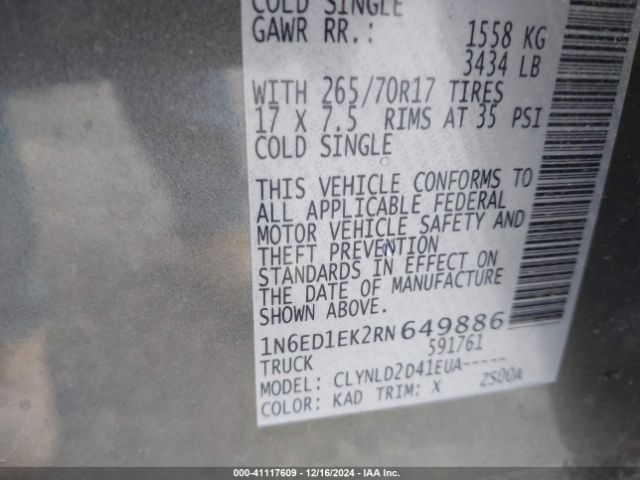 COLD SINGLE
GAWR RR.: 1558 KG
3434 LB
WITH 265/70R17 TIRES
17 X 7.5 RIMS AT 35 PSI
COLD SINGLE
THIS VEHICLE CONFORMS TO
ALL APPLICABLE FEDERAL
MOTOR VEHICLE SAFETY AND
THEFT PREVENTION
STANDARDS IN EFFECT ON
THE DATE OF MANUFACTURE
SHOWN ABOVE.
1N6ED1EK2RN649886
TRUCK 591761
MODEL: CLYNLD2D41EUA-----
COLOR: KAD TRIM: X ZS00A
000-41117609 - 12/16/2024 - IAA Inc.